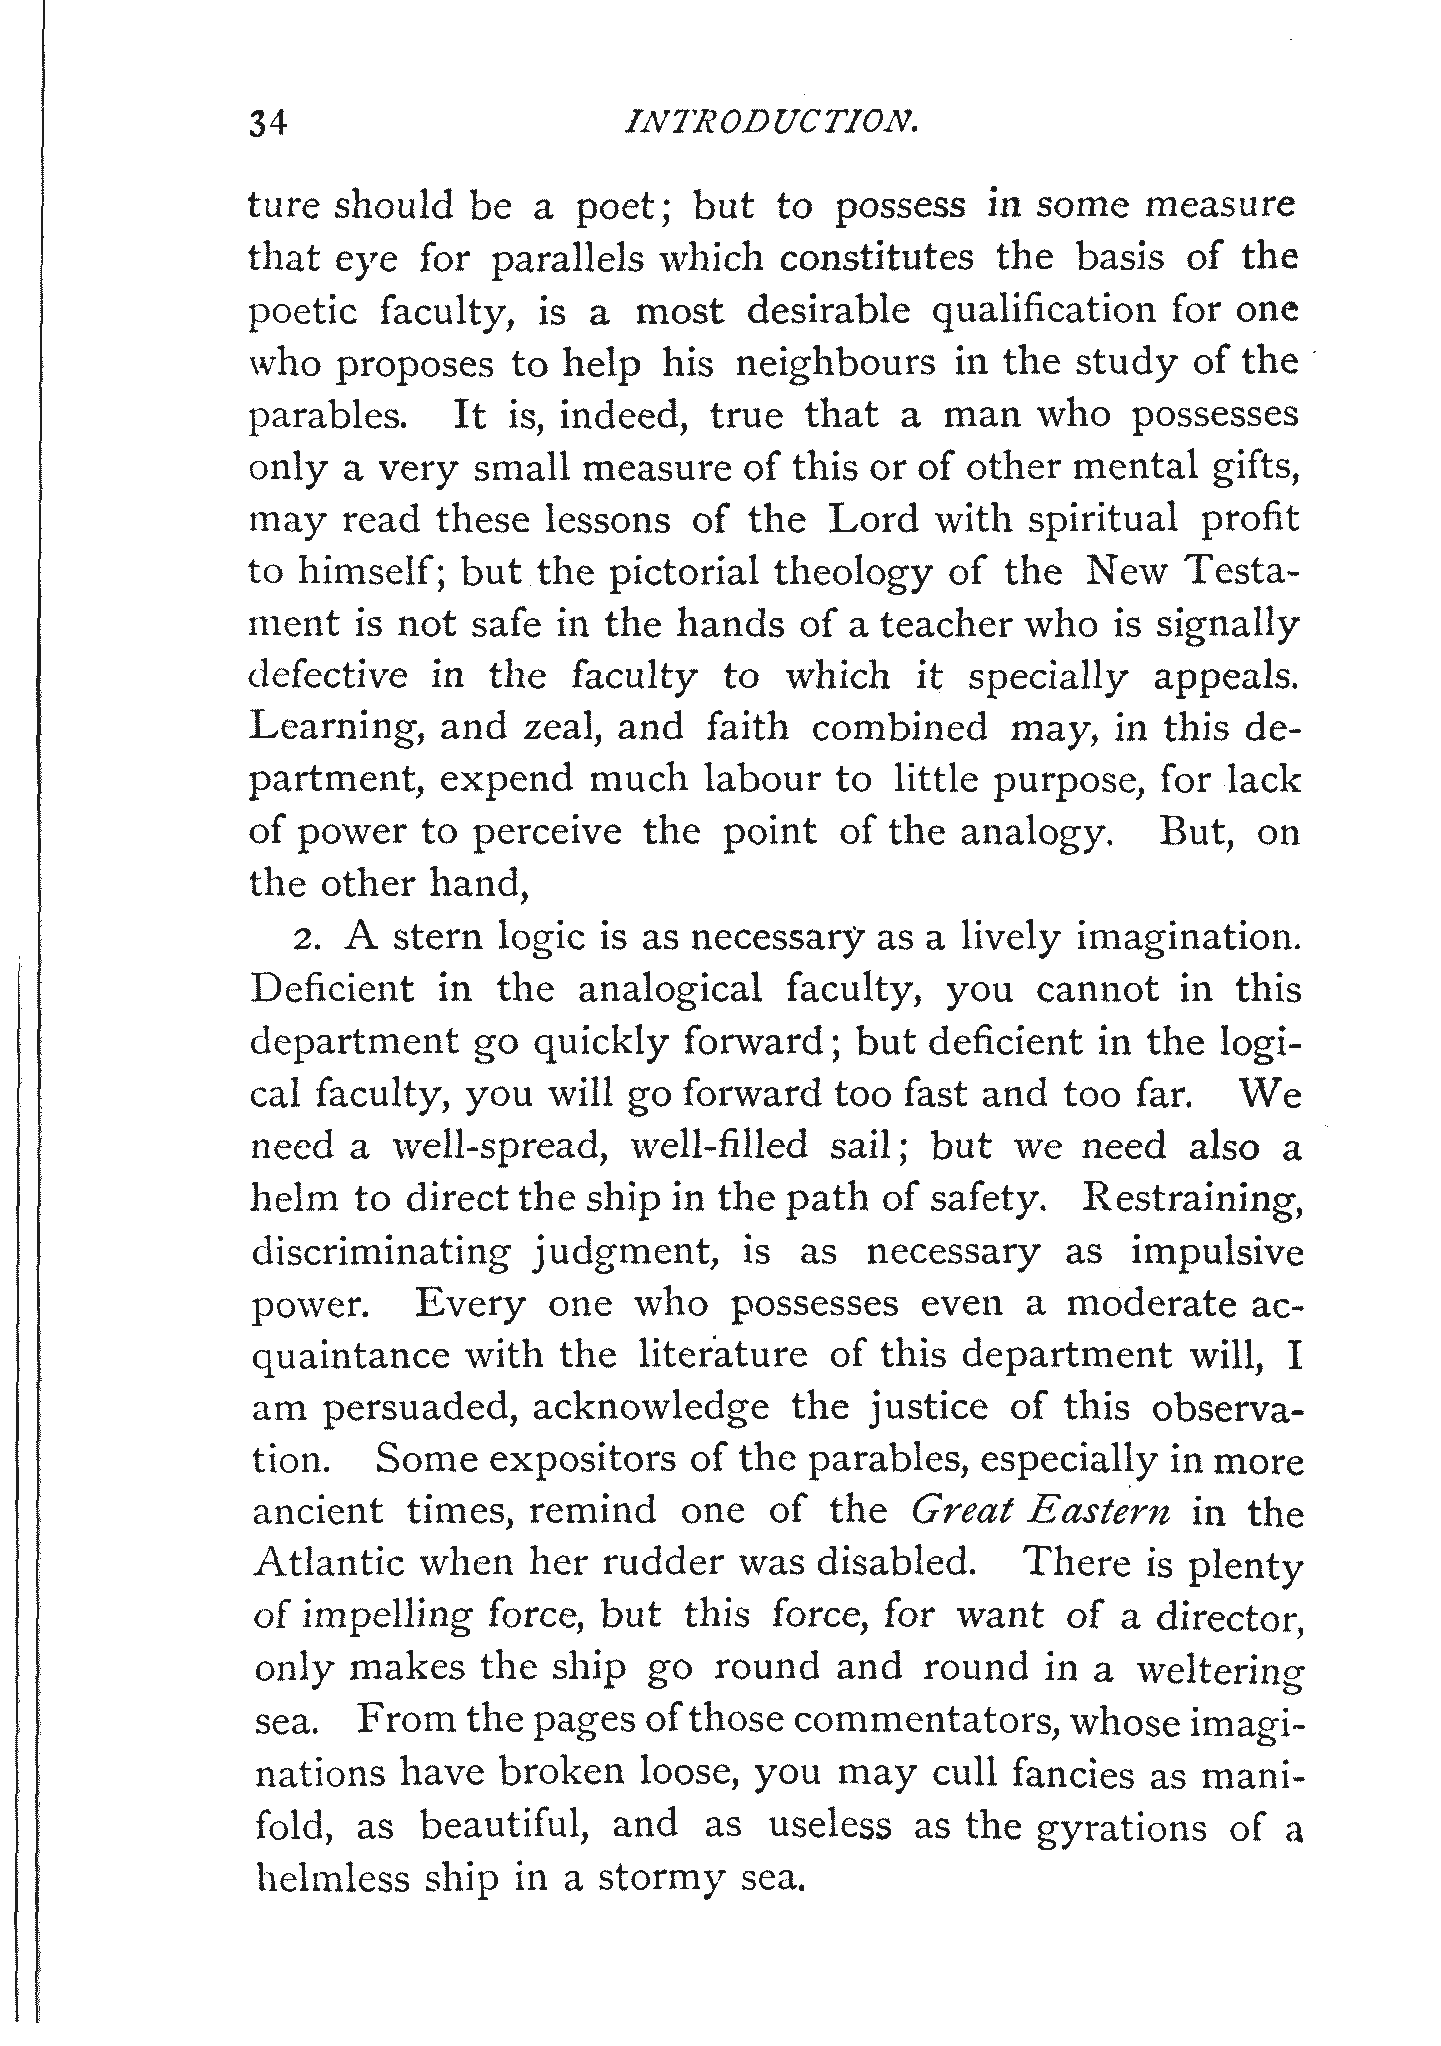 34 INTRODUCTION.
ture should be a poet; but to possess in some measure
that eye for parallels which constitutes the basis of the
poetic faculty, is a most desirable qualification for one
who proposes to help his neighbours in the study of the
parables. It is, indeed, true that a man who possesses
only a very small measure of this or of other mental gifts,
may read these lessons of the Lord with spiritual profit
to himself; but the pictorial theology of the New Testa-
ment is not safe in the hands of a teacher who is signally
defective in the faculty to which it specially appeals.
Learning, and zeal, and faith combined may, in this de-
partment, expend much labour to little purpose, for lack
of power to perceive the point of the analogy. But, on
the other hand,
2. A stern logic is as necessary as a lively imagination.
Deficient in the analogical faculty, you cannot in this
department go quickly forward; but deficient in the logi-
cal faculty, you will go forward too fast and too far. We
need a well-spread, well-filled sail; but we need also a
helm to direct the ship in the path of safety. Restraining,
discriminating judgment, is as necessary as impulsive
power. Every one who possesses even a moderate ac-
quaintance with the literature of this department will, I
am persuaded, acknowledge the justice of this observa-
tion. Some expositors of the parables, especially in more
ancient times, remind one of the Great Eastern in the
Atlantic when her rudder was disabled. There is plenty
of impelling force, but this force, for want of a director,
only makes the ship go round and round in a weltering
sea. From the pages of those commentators, whose imagi-
nations have broken loose, you may cull fancies as mani-
fold, as beautiful, and as useless as the gyrations of a
helmless ship in a stormy sea.